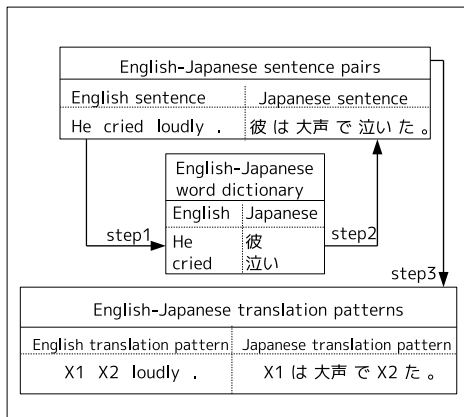 English-Japanese sentence pairs
English sentence Japanese sentence
He cried loudly . 彼 は 大声 で 泣い た 。
English-Japanese
word dictionary
English Japanese
He 彼
cried 泣い
step1
step2
step3
English-Japanese translation patterns
English translation pattern Japanese translation pattern
X1 X2 loudly . X1 は 大声 で X2 た 。